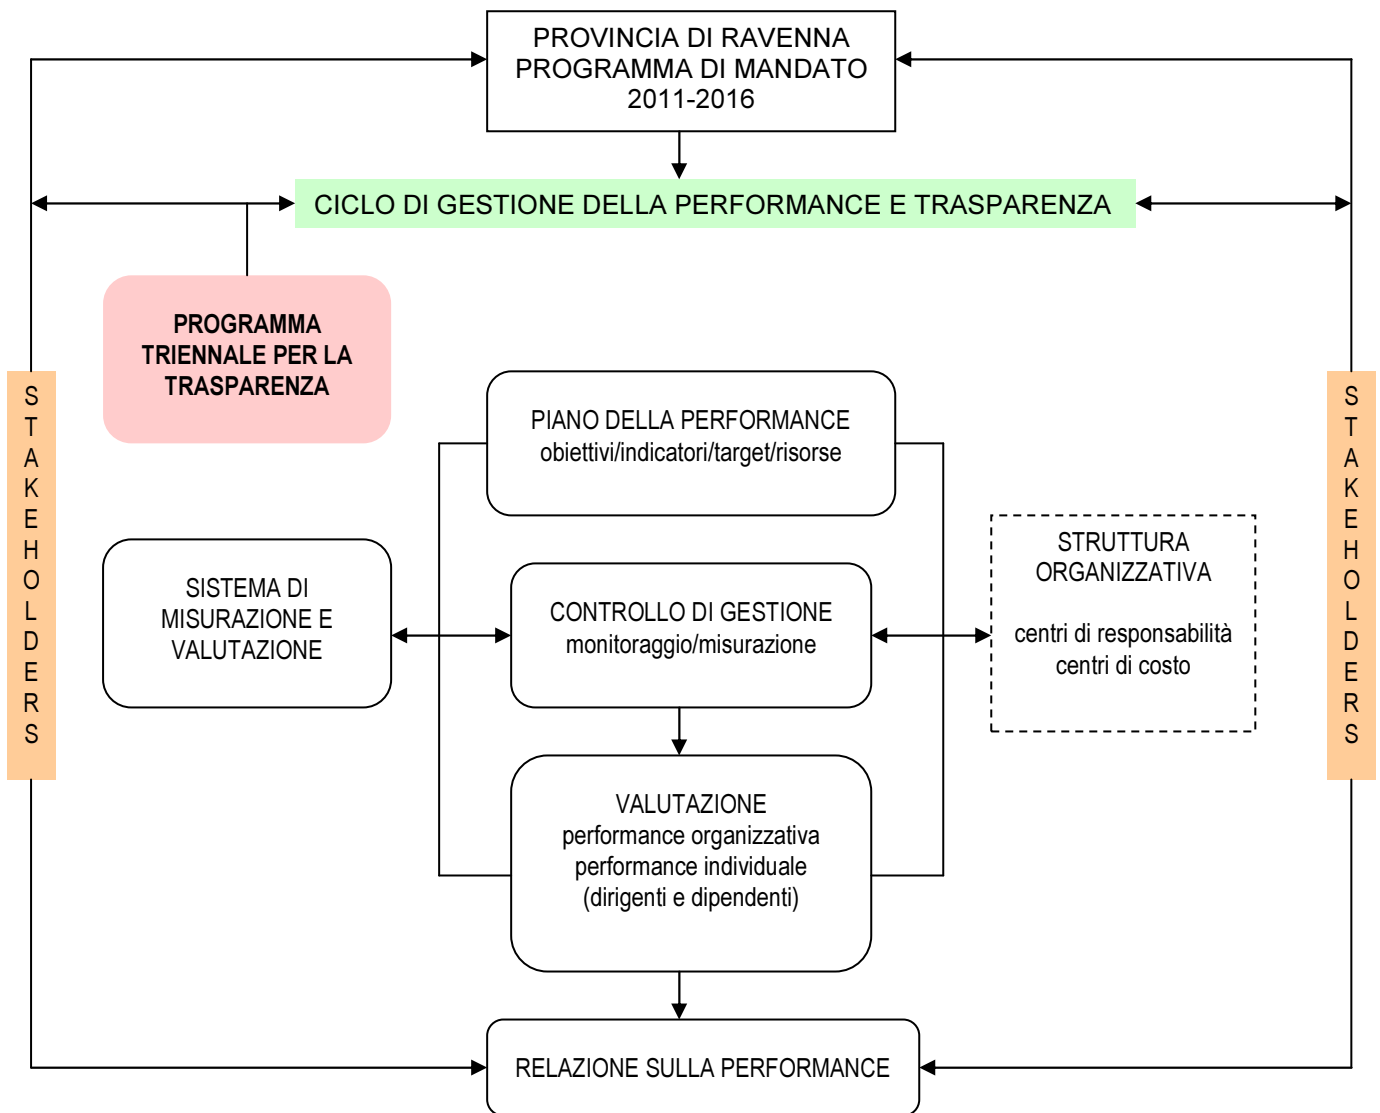 PROVINCIA DI RAVENNA
PROGRAMMA DI MANDATO
2011-2016
CICLO DI GESTIONE DELLA PERFORMANCE E TRASPARENZA
PROGRAMMA
TRIENNALE PER LA
TRASPARENZA
STAKEHOLDERS
PIANO DELLA PERFORMANCE
obiettivi/indicatori/target/risorse
STAKEHOLDERS
SISTEMA DI
MISURAZIONE E
VALUTAZIONE
CONTROLLO DI GESTIONE
monitoraggio/misurazione
STRUTTURA
ORGANIZZATIVA
centri di responsabilità
centri di costo
VALUTAZIONE
performance organizzativa
performance individuale
(dirigenti e dipendenti)
RELAZIONE SULLA PERFORMANCE